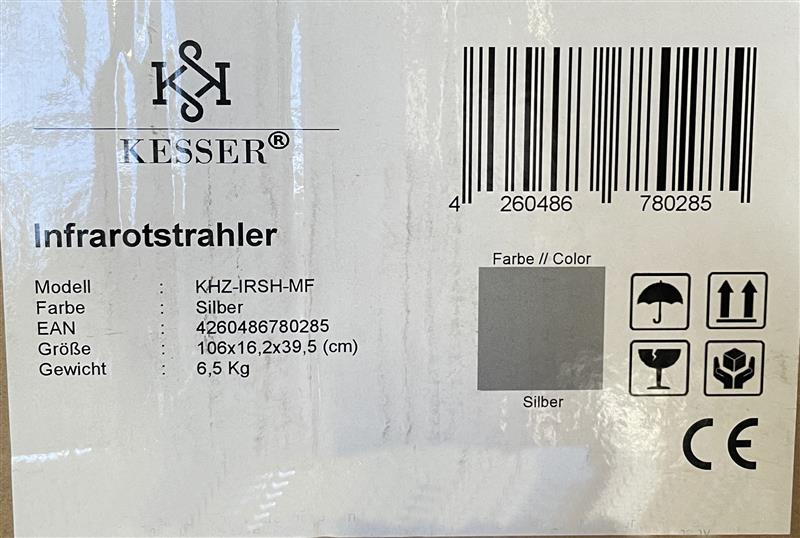 KESSER®
4 260486 780285
Infrarotstrahler
Modell : KHZ-IRSH-MF
Farbe : Silber
EAN : 4260486780285
Größe : 106x16,2x39,5 (cm)
Gewicht : 6,5 Kg
Farbe // Color
Silber
CE